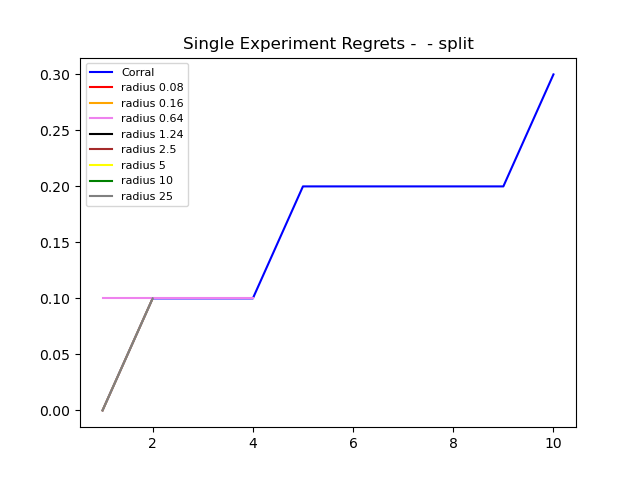 Single Experiment Regrets -  - split
0.30
0.25
0.20
0.15
0.10
0.05
0.00
Corral
radius 0.08
radius 0.16
radius 0.64
radius 1.24
radius 2.5
radius 5
radius 10
radius 25
2 4 6 8 10